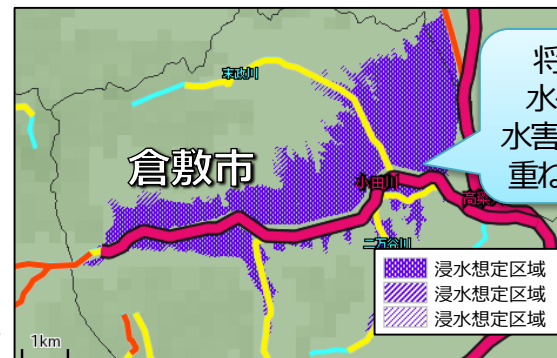 末政川
将
水
水害
重ね
倉敷市
小田川
高梁
二万谷川
浸水想定区域
浸水想定区域
浸水想定区域
1km